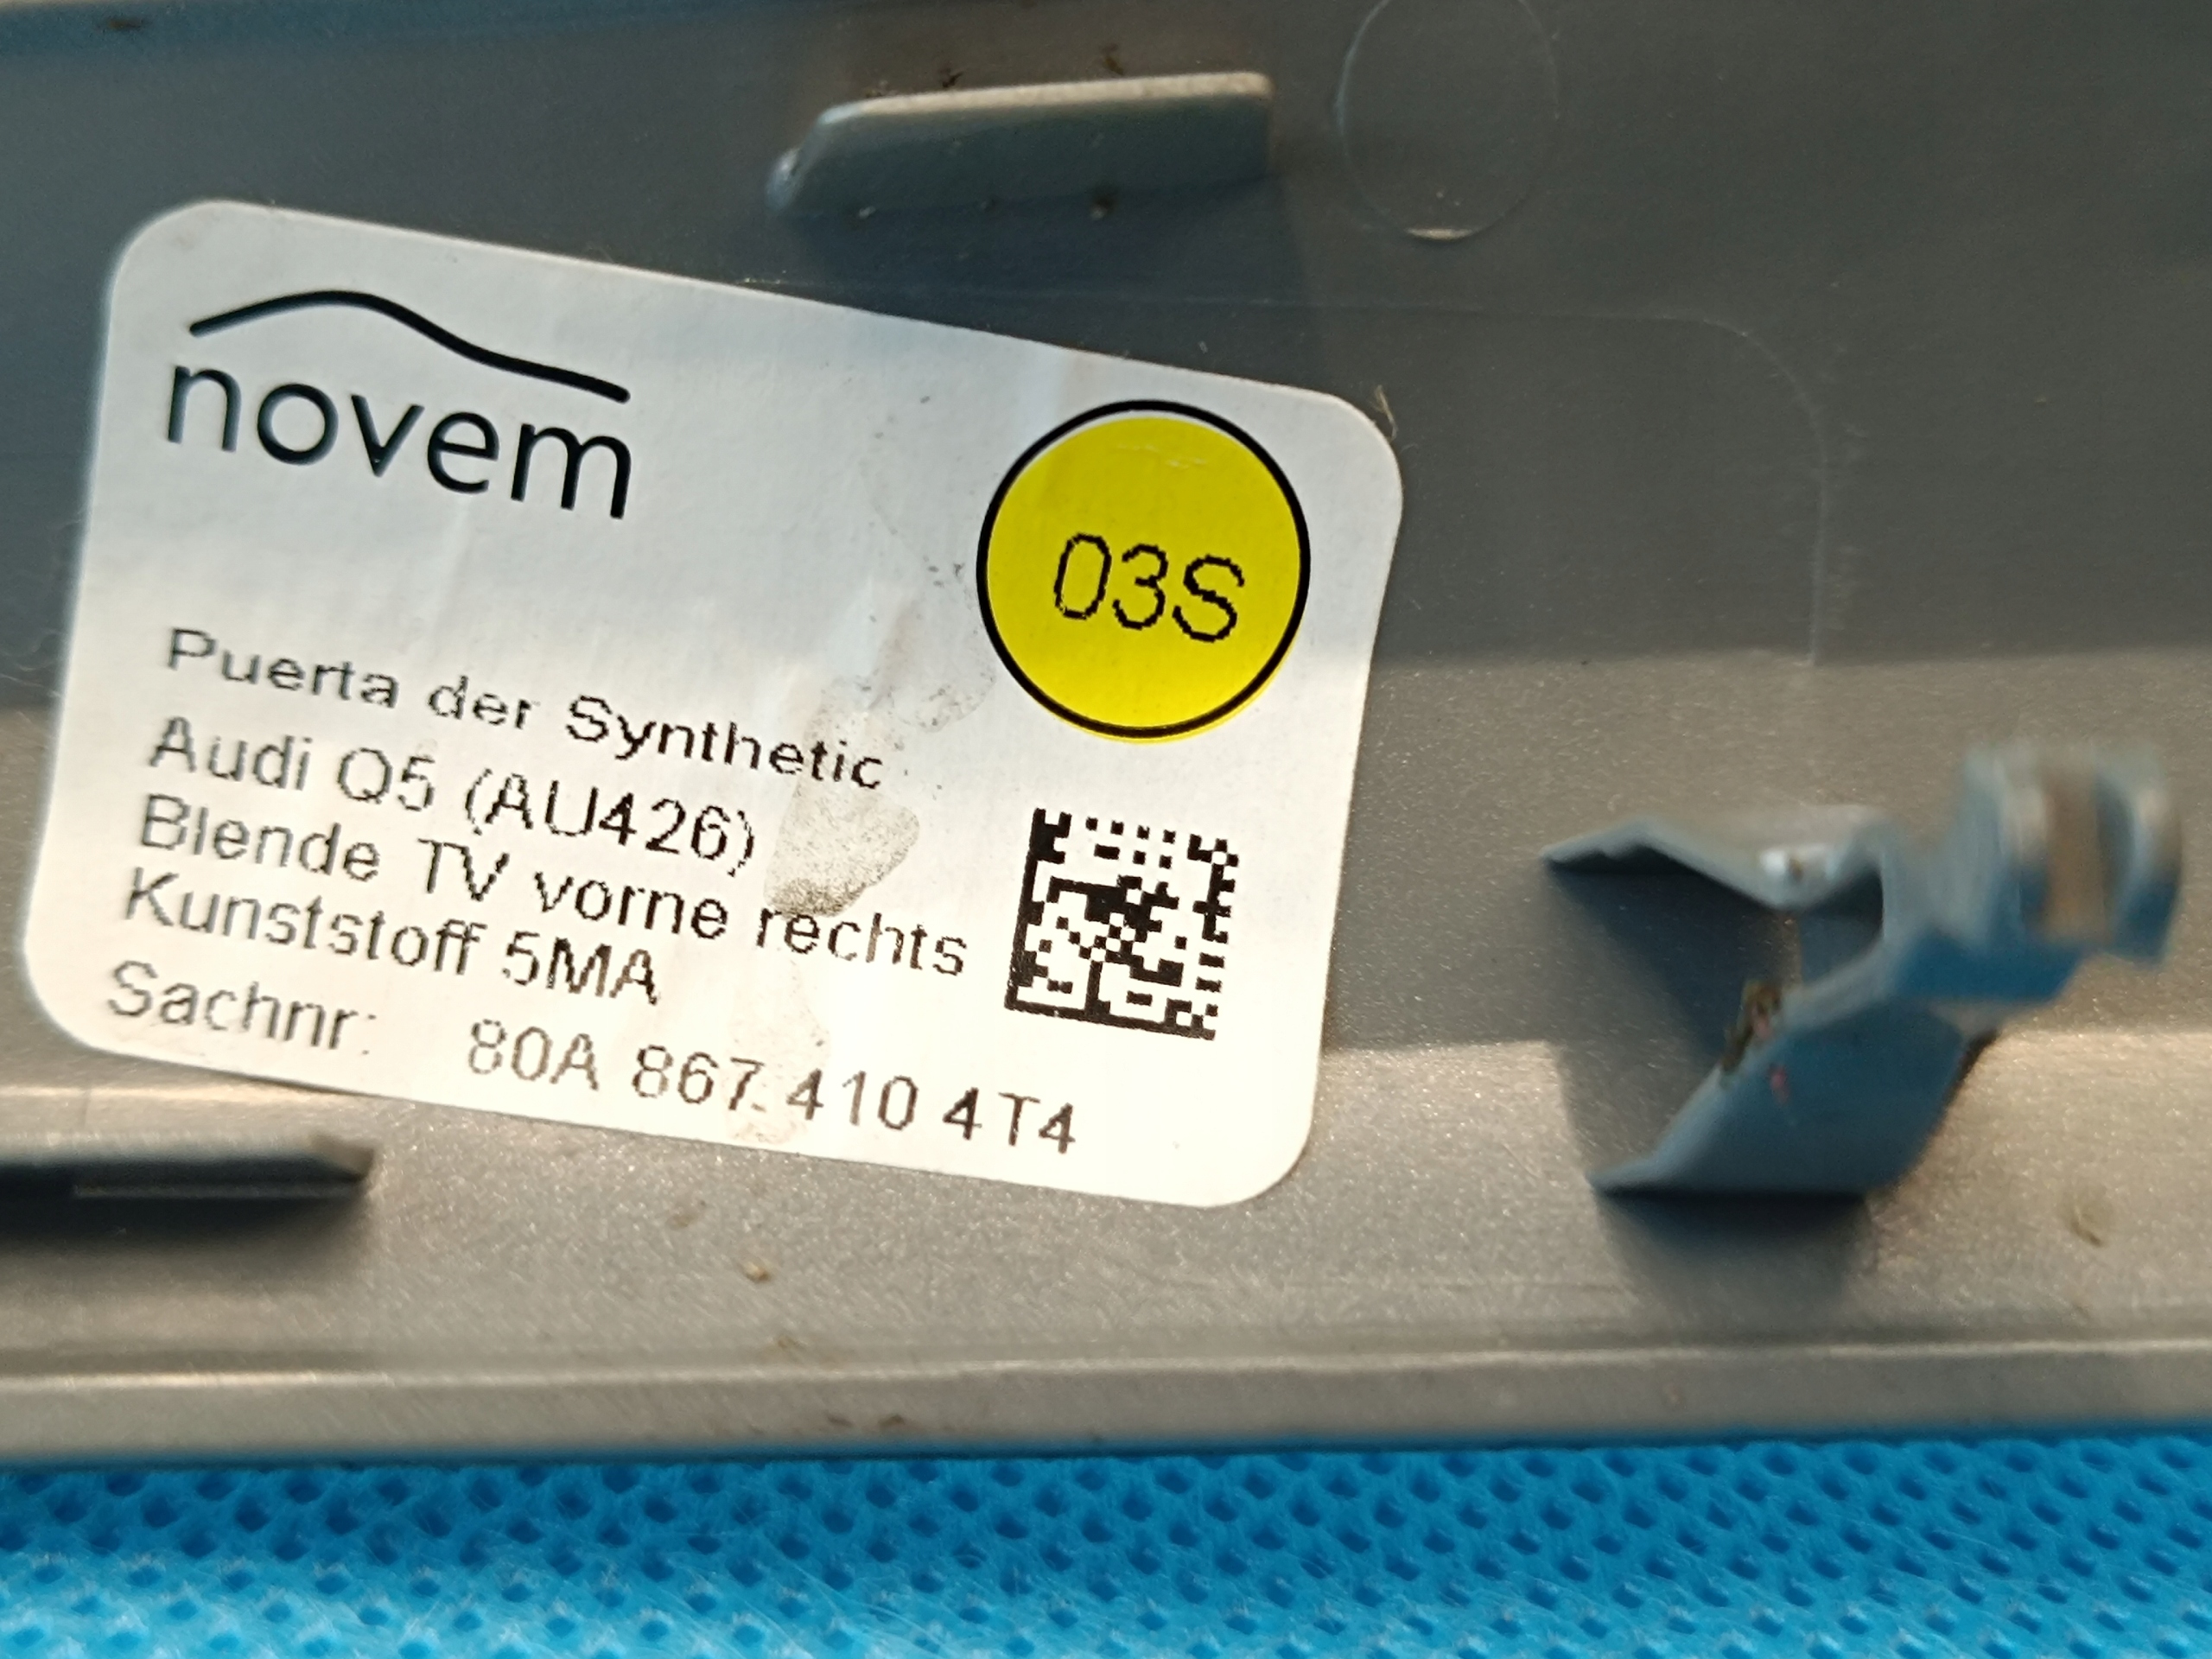 novem
03S
Puerta der Synthetic
Audi Q5 (AU426)
Blende TV vorne rechts
Kunststoff 5MA
Sachnr: 80A 867 410 4T4